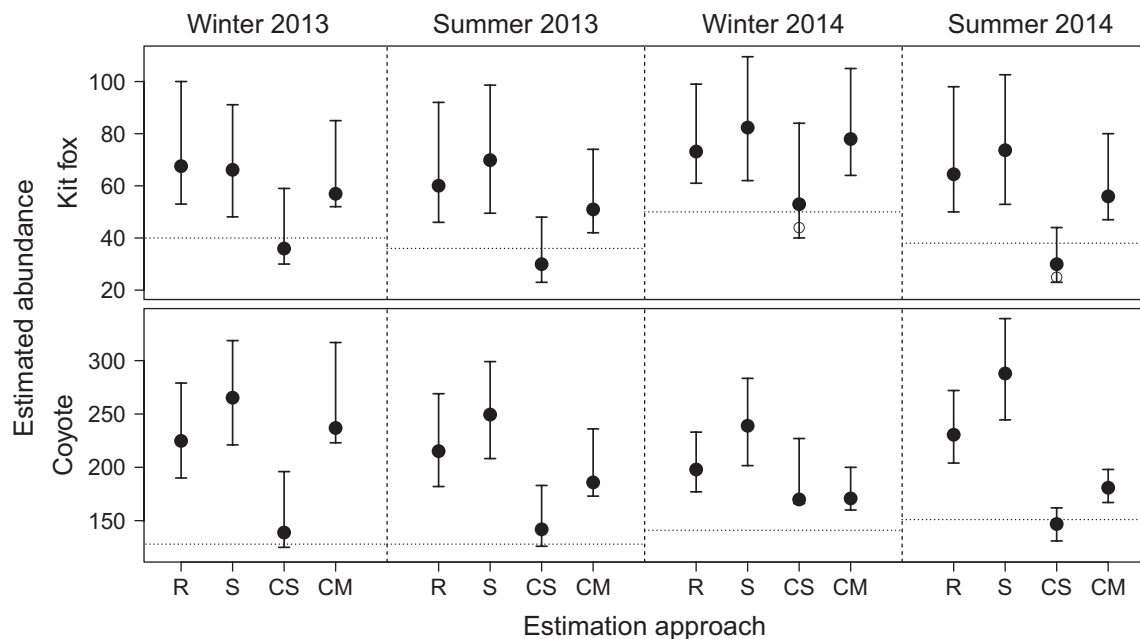 Winter 2013 Summer 2013 Winter 2014 Summer 2014
Estimated abundance
Kit fox
100
80
60
40
20
Coyote
300
250
200
150
R S CS CM R S CS CM R S CS CM R S CS CM
Estimation approach